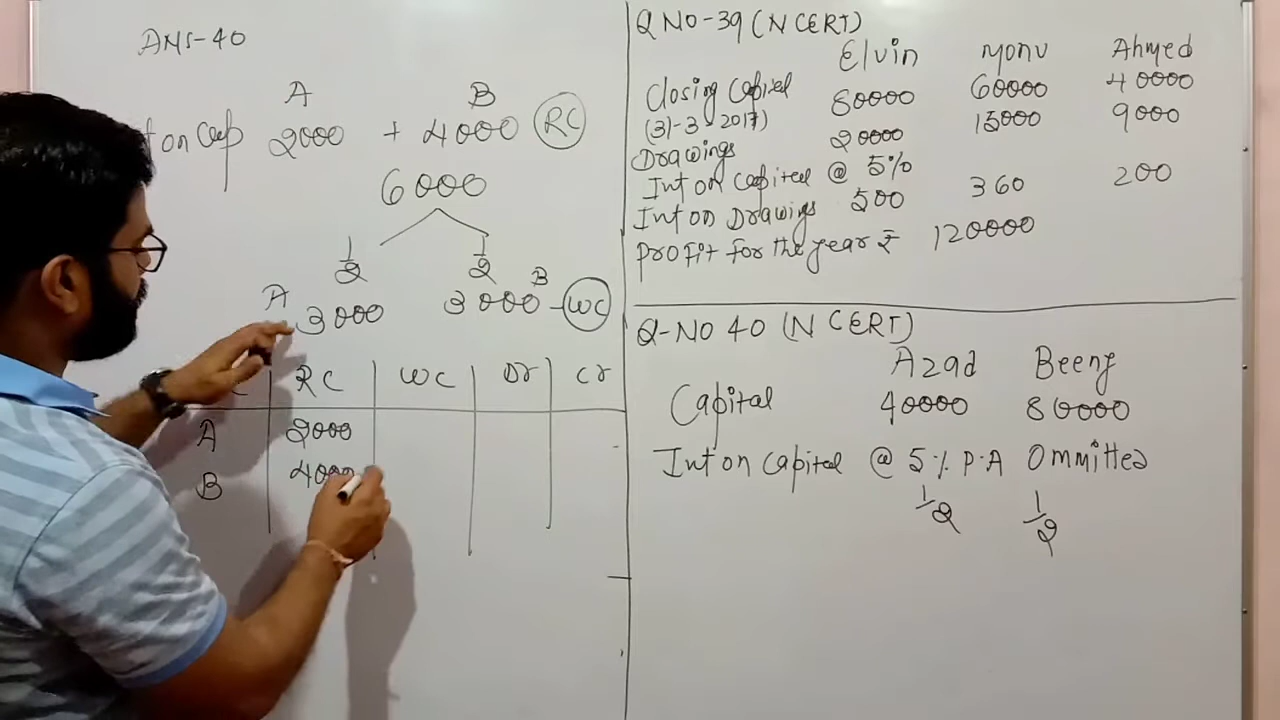 ANS-40
A B
t on Cap 2000 + 4000 RC
6000
1/2 1/2
A B
3000 3000 - WC
C RC WC Dr Cr
A 2000
B 4000
Q NO-39 (NCERT)
Elvin Monu Ahmed
Closing Capital 80000 60000 40000
(31-3-2017)
Drawings 20000 15000 9000
Int on Capital @ 5%
Int on Drawings 500 360 200
Profit for the year ₹ 120000
Q-NO 40 (NCERT)
Azad Beeny
Capital 40000 80000
Int on Capital @ 5% P.A Ommitted
1/2 1/2